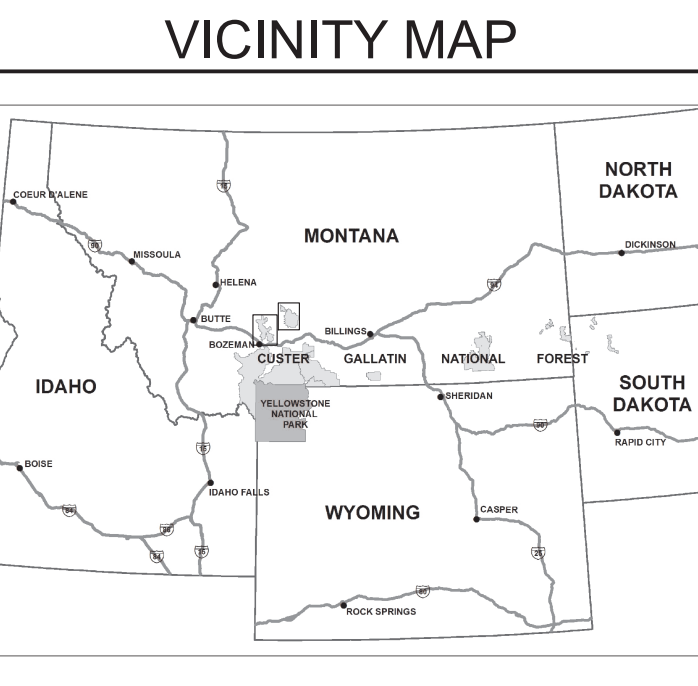 VICINITY MAP
NORTH
DAKOTA
COEUR D'ALENE
15
MONTANA
90
MISSOULA
DICKINSON
HELENA
94
BUTTE
BILLINGS
BOZEMAN
CUSTER GALLATIN NATIONAL FOREST
IDAHO
SOUTH
DAKOTA
SHERIDAN
YELLOWSTONE
NATIONAL
PARK
90
RAPID CITY
15
BOISE
IDAHO FALLS
84
WYOMING
CASPER
86
84
15
25
80
ROCK SPRINGS